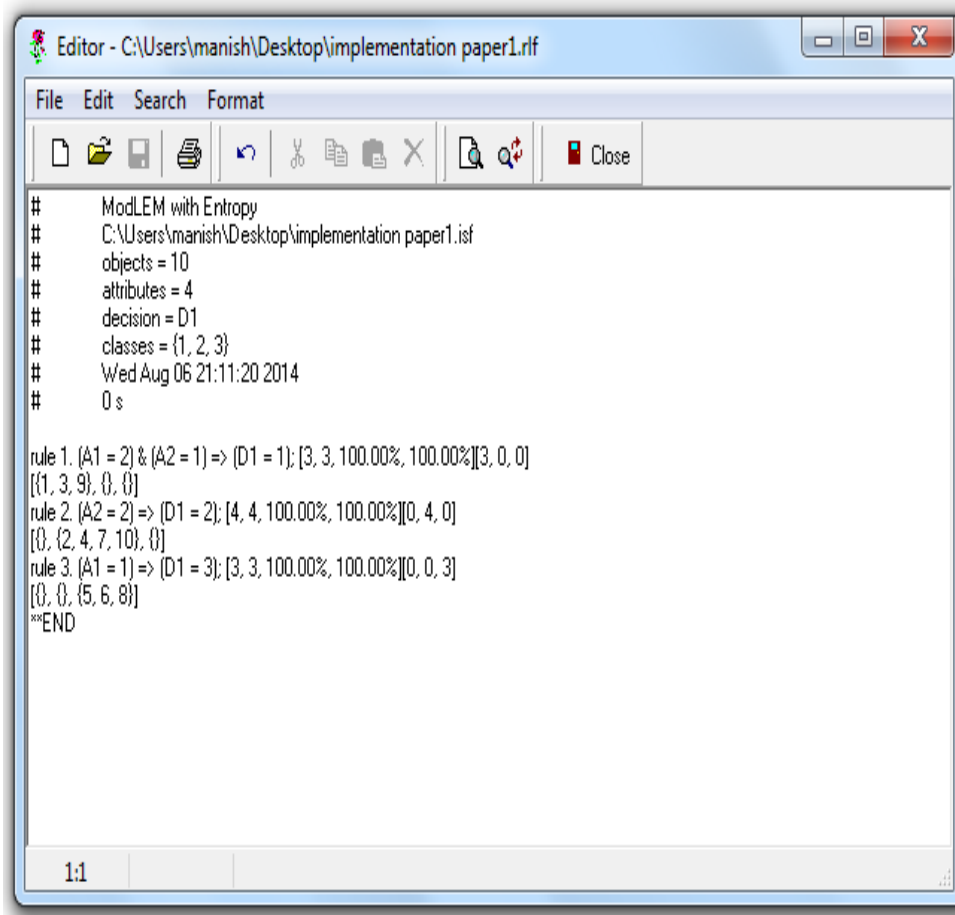 Editor - C:\Users\manish\Desktop\implementation paper1.rlf
File Edit Search Format
Close
# ModLEM with Entropy
# C:\Users\manish\Desktop\implementation paper1.isf
# objects = 10
# attributes = 4
# decision = D1
# classes = {1, 2, 3}
# Wed Aug 06 21:11:20 2014
# 0 s
rule 1. (A1 = 2) & (A2 = 1) => (D1 = 1); [3, 3, 100.00%, 100.00%][3, 0, 0]
[{1, 3, 9}, {}, {}]
rule 2. (A2 = 2) => (D1 = 2); [4, 4, 100.00%, 100.00%][0, 4, 0]
[{}, {2, 4, 7, 10}, {}]
rule 3. (A1 = 1) => (D1 = 3); [3, 3, 100.00%, 100.00%][0, 0, 3]
[{}, {}, {5, 6, 8}]
**END
1:1